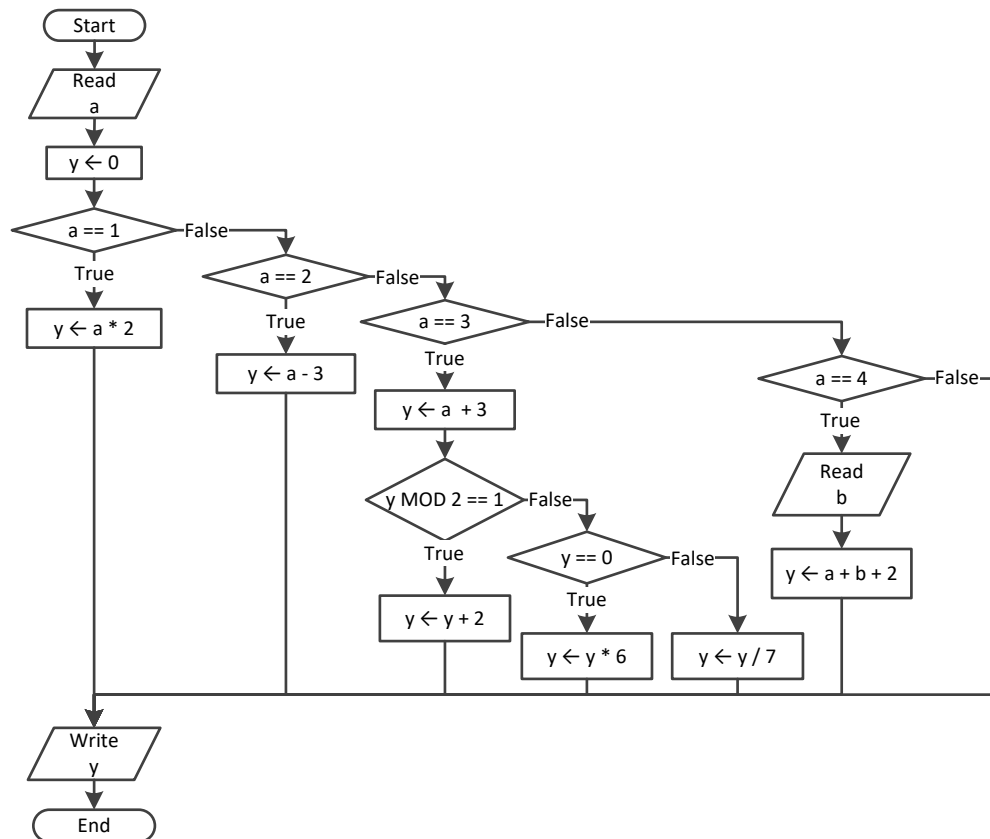 Start
Read
a
y ← 0
a == 1
False
True
y ← a * 2
a == 2
False
True
y ← a - 3
a == 3
False
True
y ← a  + 3
y MOD 2 == 1
False
True
y ← y + 2
y == 0
False
True
y ← y * 6
y ← y / 7
a == 4
False
True
Read
b
y ← a + b + 2
Write
y
End